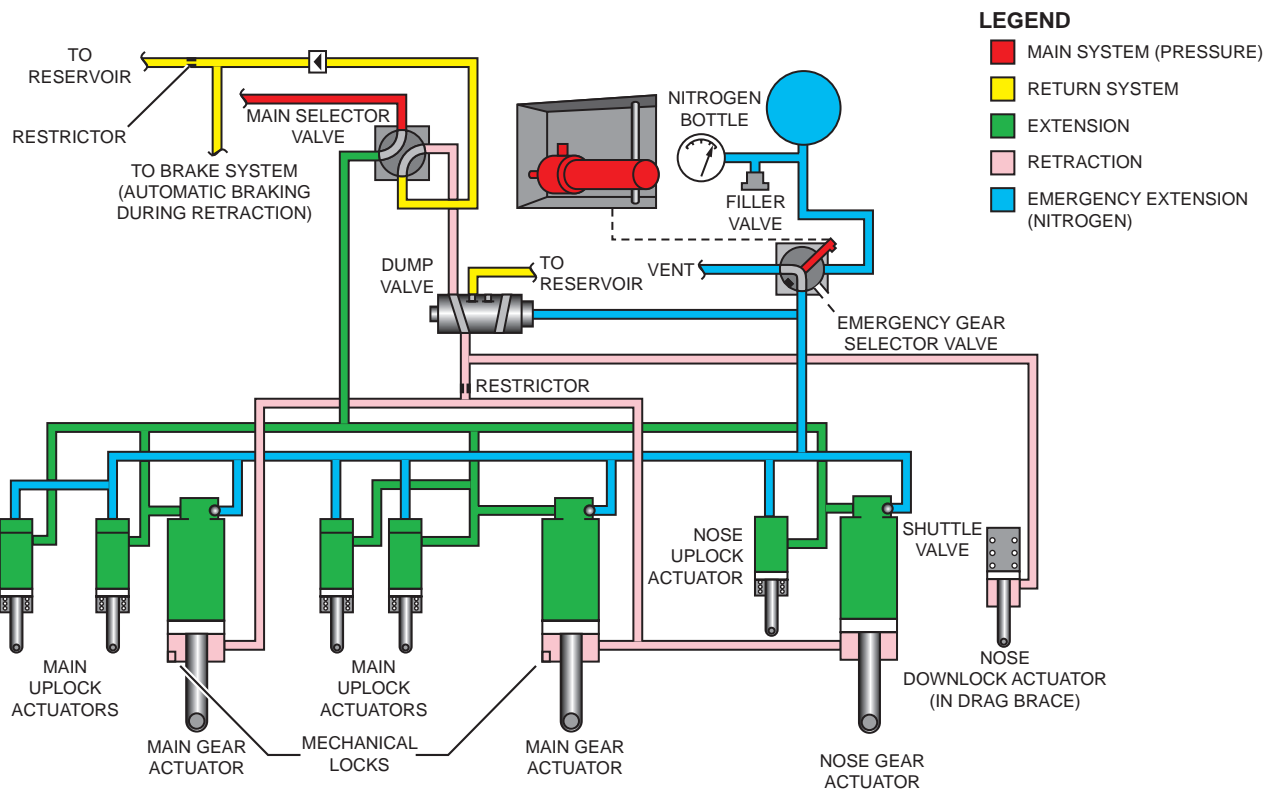 LEGEND
MAIN SYSTEM (PRESSURE)
RETURN SYSTEM
EXTENSION
RETRACTION
EMERGENCY EXTENSION
(NITROGEN)
TO
RESERVOIR
RESTRICTOR
MAIN SELECTOR
VALVE
TO BRAKE SYSTEM
(AUTOMATIC BRAKING
DURING RETRACTION)
NITROGEN
BOTTLE
FILLER
VALVE
DUMP
VALVE
TO
RESERVOIR
VENT
EMERGENCY GEAR
SELECTOR VALVE
RESTRICTOR
NOSE
UPLOCK
ACTUATOR
SHUTTLE
VALVE
MAIN
UPLOCK
ACTUATORS
MAIN GEAR
ACTUATOR
MECHANICAL
LOCKS
MAIN
UPLOCK
ACTUATORS
MAIN GEAR
ACTUATOR
NOSE GEAR
ACTUATOR
NOSE
DOWNLOCK ACTUATOR
(IN DRAG BRACE)